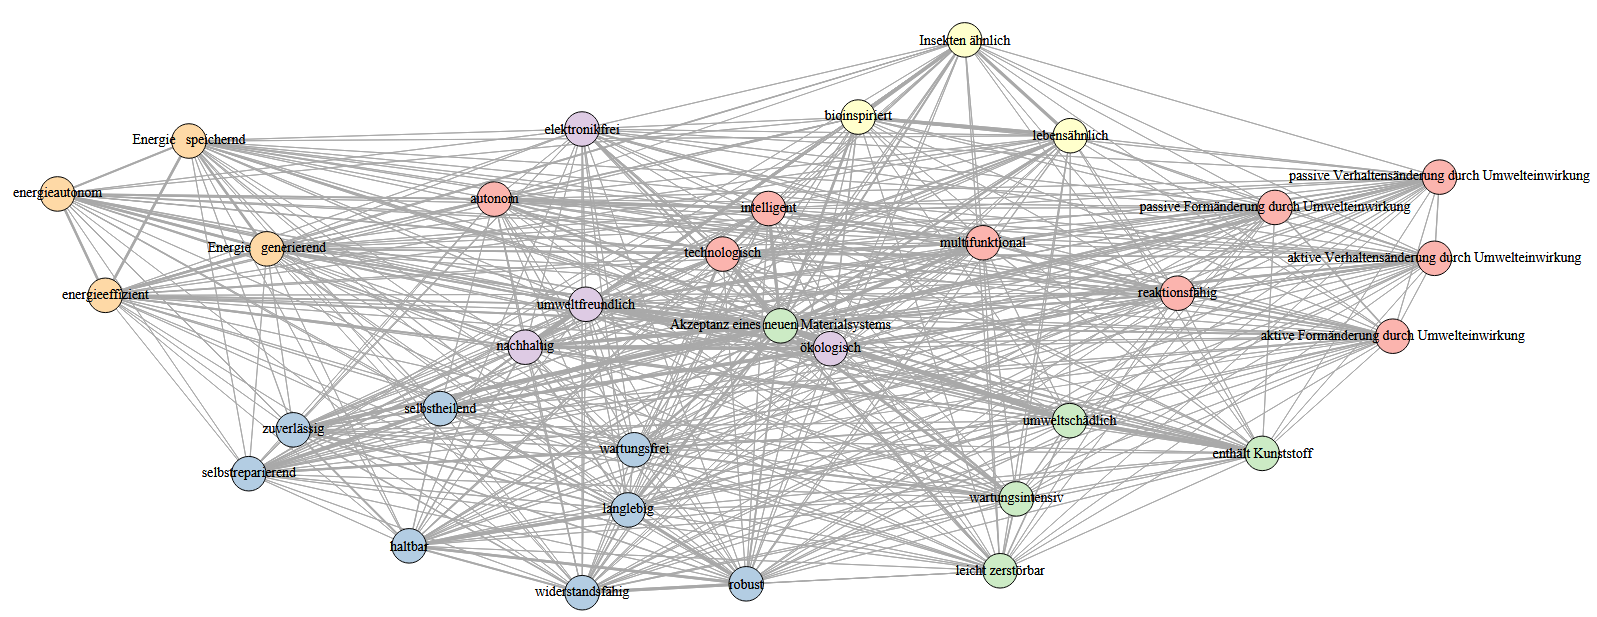 Insekten ähnlich
bioinspiriert
elektronikfrei
lebensähnlich
Energie speichernd
passive Verhaltensänderung durch Umwelteinwirkung
energieautonom
autonom
intelligent
passive Formänderung durch Umwelteinwirkung
Energie generierend
technologisch
multifunktional
aktive Verhaltensänderung durch Umwelteinwirkung
energieeffizient
umweltfreundlich
reaktionsfähig
Akzeptanz eines neuen Materialsystems
aktive Formänderung durch Umwelteinwirkung
nachhaltig
ökologisch
selbstheilend
umweltschädlich
zuverlässig
wartungsfrei
enthält Kunststoff
selbstreparierend
wartungsintensiv
langlebig
haltbar
leicht zerstörbar
robust
widerstandsfähig